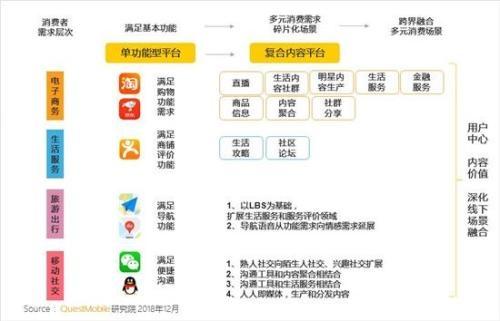 消费者
需求层次
满足基本功能
多元消费需求
碎片化场景
跨界融合
多元消费场景
单功能型平台
复合内容平台
电子商务
淘
JD.COM
满足
购物
功能
需求
直播
生活内
容社群
明星内
容生产
生活
服务
金融
服务
商品
信息
内容
聚合
社群
分享
生活服务
满足
商铺
评价
功能
生活
攻略
社区
论坛
旅游出行
满足
导航
功能
1、以LBS为基础，
扩展生活服务和服务评价领域
2、导航语音从功能需求向情感需求延展
移动社交
满足
便捷
沟通
1、熟人社交向陌生人社交、兴趣社交扩展
2、沟通工具和内容聚合相结合
3、沟通工具和生活服务相结合
4、人人即媒体，生产和分发内容
用户
中心
内容
价值
深化
线下
场景
融合
Source： QuestMobile研究院 2018年12月